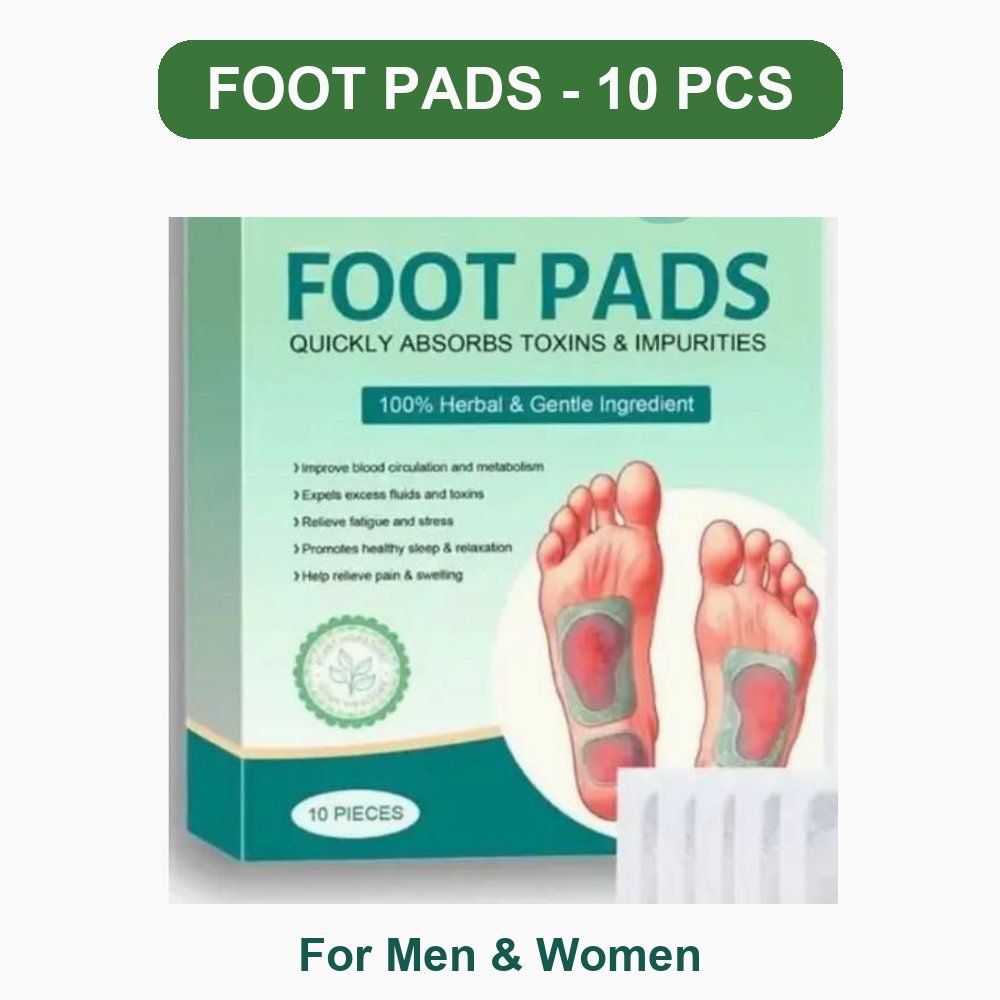 FOOT PADS - 10 PCS
FOOT PADS
QUICKLY ABSORBS TOXINS & IMPURITIES
100% Herbal & Gentle Ingredient
Improve blood circulation and metabolism
Expels excess fluids and toxins
Relieve fatigue and stress
Promotes healthy sleep & relaxation
Help relieve pain & swelling
10 PIECES
For Men & Women